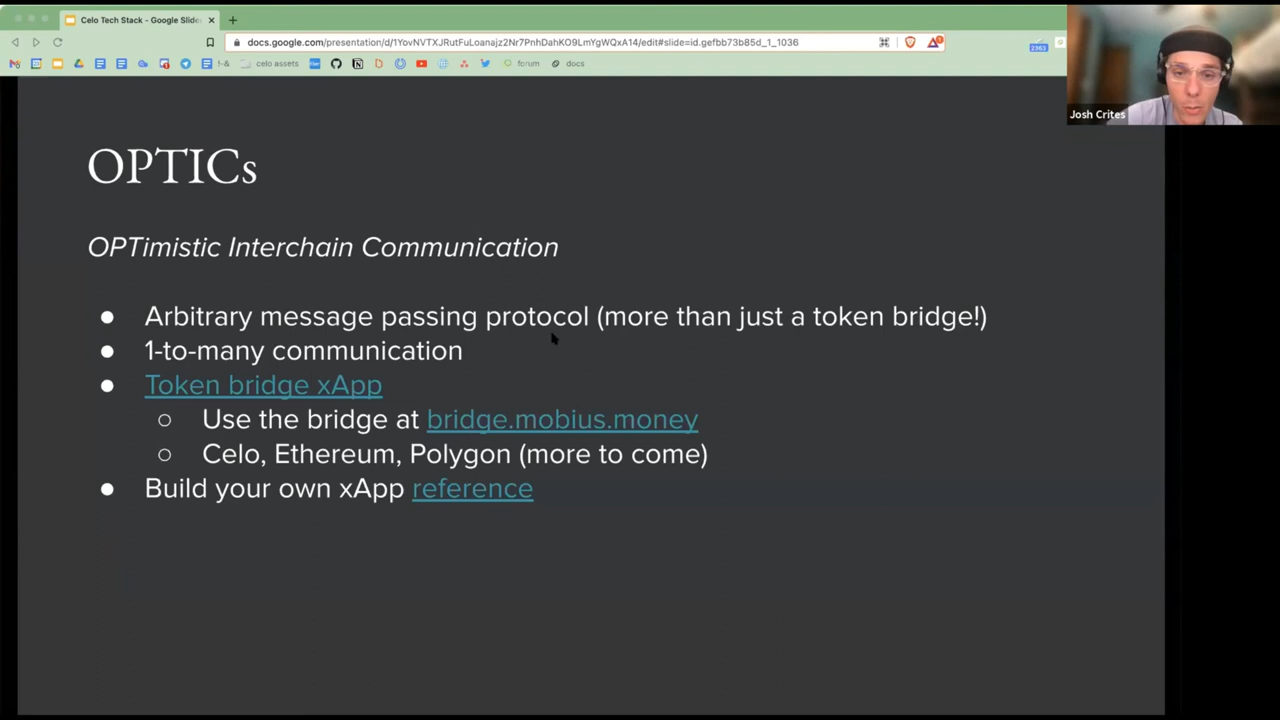 Celo Tech Stack - Google Slide
docs.google.com/presentation/d/1YovNVTXJRutFuLoanajz2Nr7PnhDahKO9LmYgWQxA14/edit#slide=id.gefbb73b85d_1_1036
2363
celo assets
forum
docs
Josh Crites
OPTICs
OPTimistic Interchain Communication
● Arbitrary message passing protocol (more than just a token bridge!)
● 1-to-many communication
● Token bridge xApp
○ Use the bridge at bridge.mobius.money
○ Celo, Ethereum, Polygon (more to come)
● Build your own xApp reference